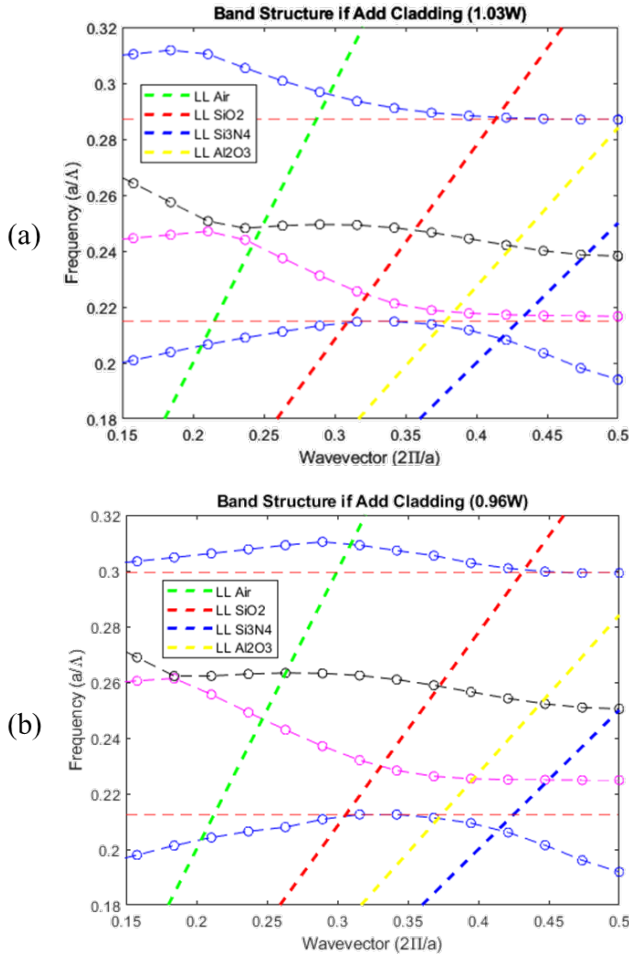 Band Structure if Add Cladding (1.03W)
0.32
0.3
0.28
0.26
0.24
0.22
0.2
0.18
Frequency (a/Λ)
LL Air
LL SiO2
LL Si3N4
LL Al2O3
(a)
0.15 0.2 0.25 0.3 0.35 0.4 0.45 0.5
Wavevector (2Π/a)
Band Structure if Add Cladding (0.96W)
0.32
0.3
0.28
0.26
0.24
0.22
0.2
0.18
Frequency (a/Λ)
LL Air
LL SiO2
LL Si3N4
LL Al2O3
(b)
0.15 0.2 0.25 0.3 0.35 0.4 0.45 0.5
Wavevector (2Π/a)